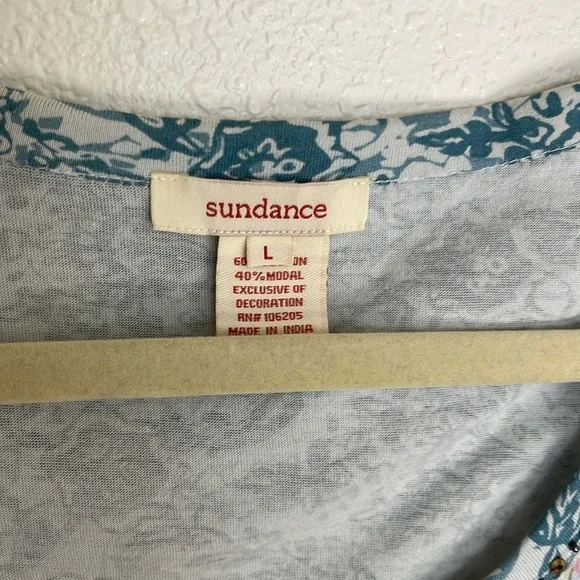 sundance
L
40% MODAL
EXCLUSIVE OF
DECORATION
RN# 106205
MADE IN INDIA